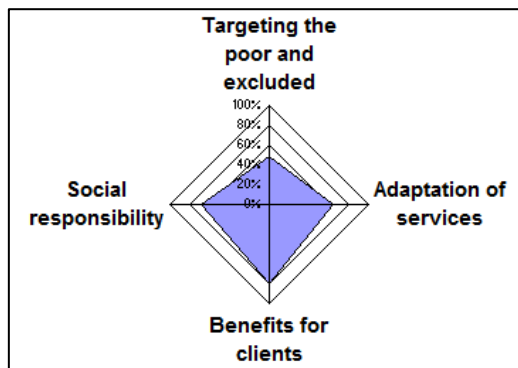 Targeting the
poor and
excluded
100%
80%
60%
40%
20%
0%
Social
responsibility
Adaptation of
services
Benefits for
clients